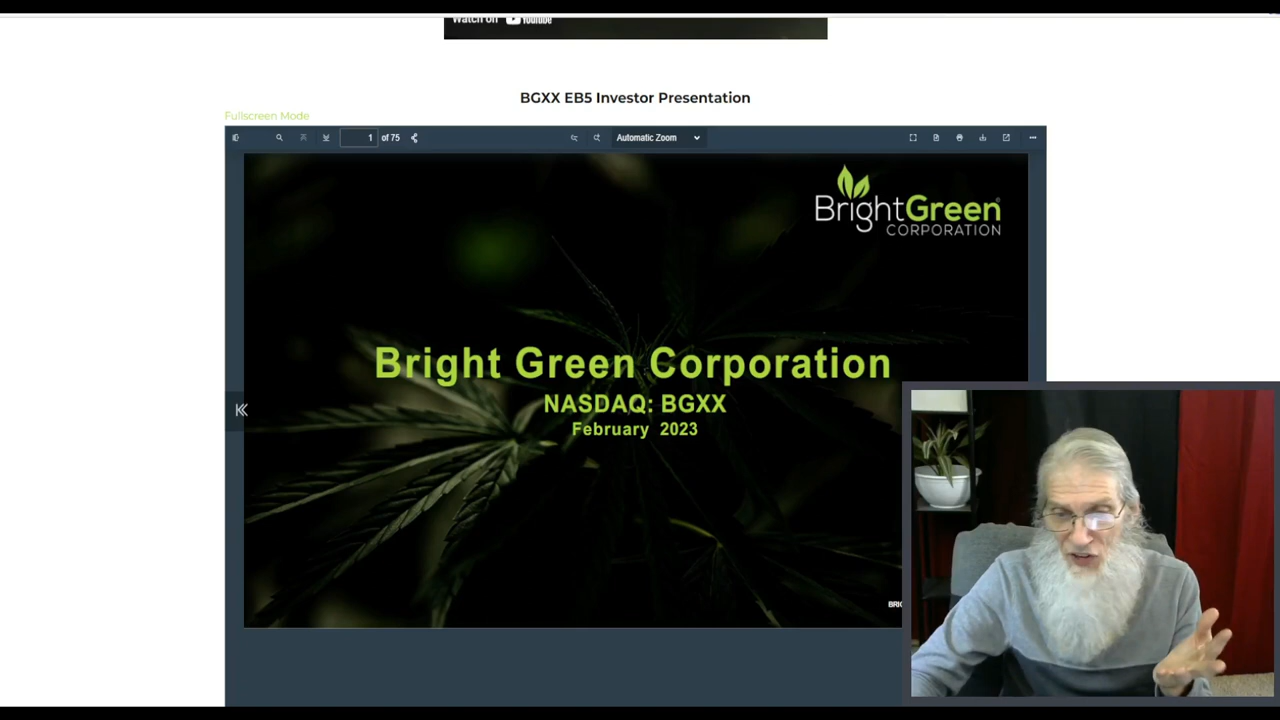 Watch on YouTube
BGXX EB5 Investor Presentation
Fullscreen Mode
1 of 75
Automatic Zoom
BrightGreen
CORPORATION
Bright Green Corporation
NASDAQ: BGXX
February 2023